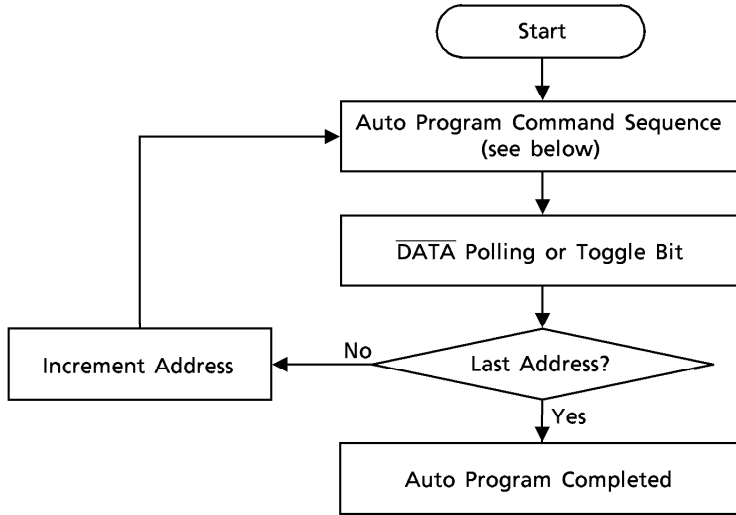 Start
Auto Program Command Sequence
(see below)
D̅A̅T̅A̅ Polling or Toggle Bit
No
Increment Address
Last Address?
Yes
Auto Program Completed